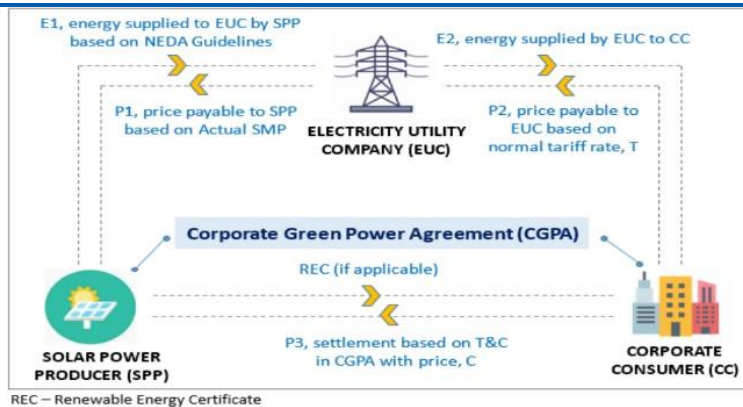 E1, energy supplied to EUC by SPP
based on NEDA Guidelines
E2, energy supplied by EUC to CC
P1, price payable to SPP
based on Actual SMP
ELECTRICITY UTILITY
COMPANY (EUC)
P2, price payable to
EUC based on
normal tariff rate, T
Corporate Green Power Agreement (CGPA)
REC (if applicable)
P3, settlement based on T&C
in CGPA with price, C
SOLAR POWER
PRODUCER (SPP)
CORPORATE
CONSUMER (CC)
REC – Renewable Energy Certificate